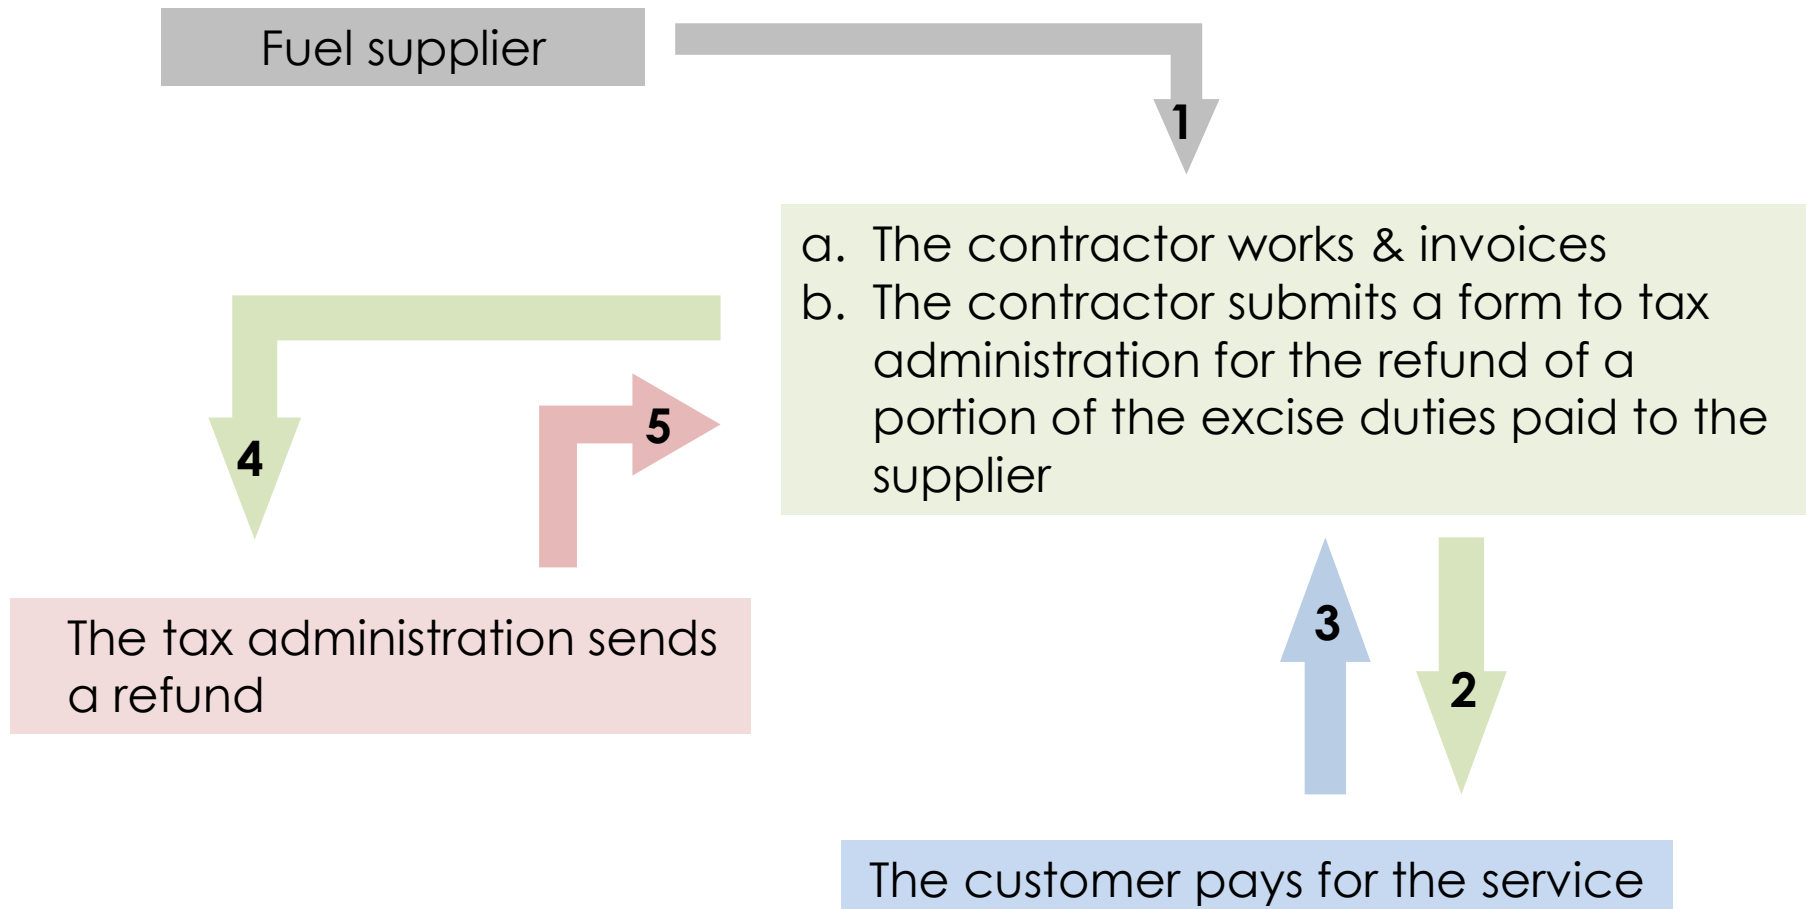 Fuel supplier
1
a. The contractor works & invoices
b. The contractor submits a form to tax
administration for the refund of a
portion of the excise duties paid to the
supplier
5
4
The tax administration sends
a refund
3
2
The customer pays for the service